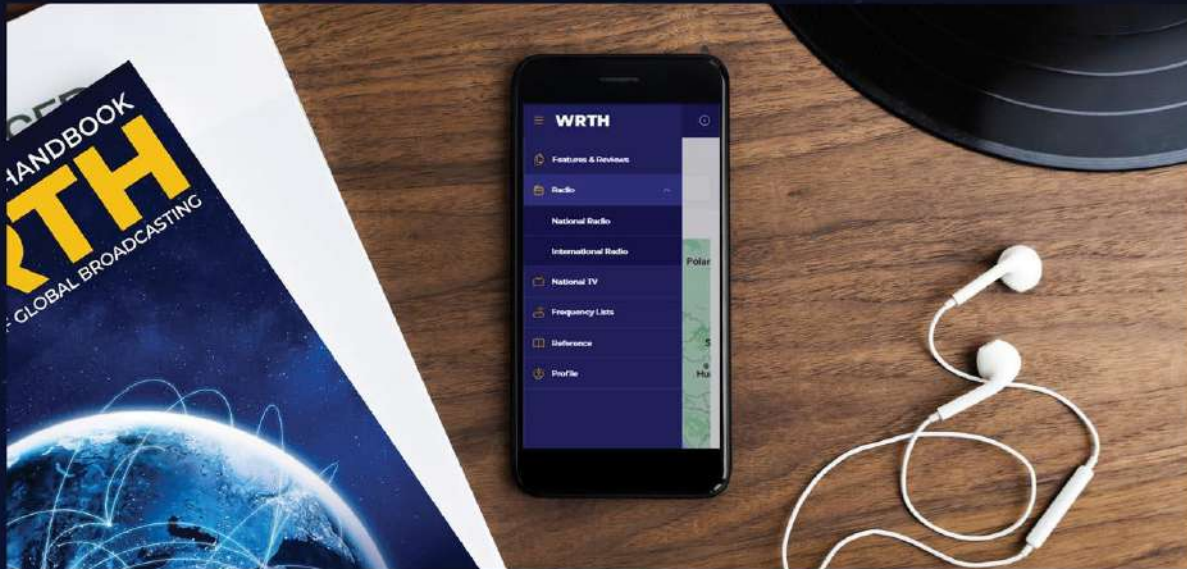 HANDBOOK
RTH
GLOBAL BROADCASTING
WRTH
Features & Reviews
Radio
National Radio
International Radio
National TV
Frequency Lists
Reference
Profile
Polar
S
Hu